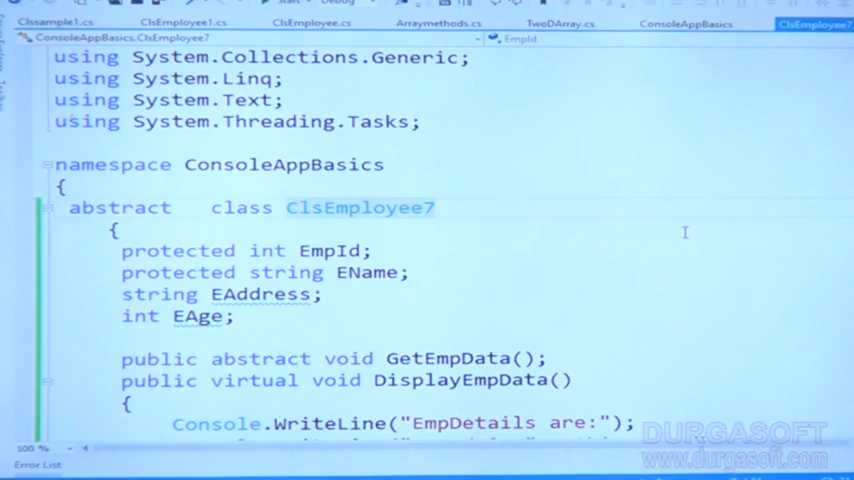 Start Debug
Clssample1.cs ClsEmployee1.cs ClsEmployee.cs Arraymethods.cs TwoDArray.cs ConsoleAppBasics ClsEmployee7
ConsoleAppBasics.ClsEmployee7 EmpId
using System.Collections.Generic;
using System.Linq;
using System.Text;
using System.Threading.Tasks;
namespace ConsoleAppBasics
{
abstract class ClsEmployee7
{
protected int EmpId;
protected string EName;
string EAddress;
int EAge;
public abstract void GetEmpData();
public virtual void DisplayEmpData()
{
Console.WriteLine("EmpDetails are:");
100 %
Error List
DURGASOFT
www.durgasoft.com